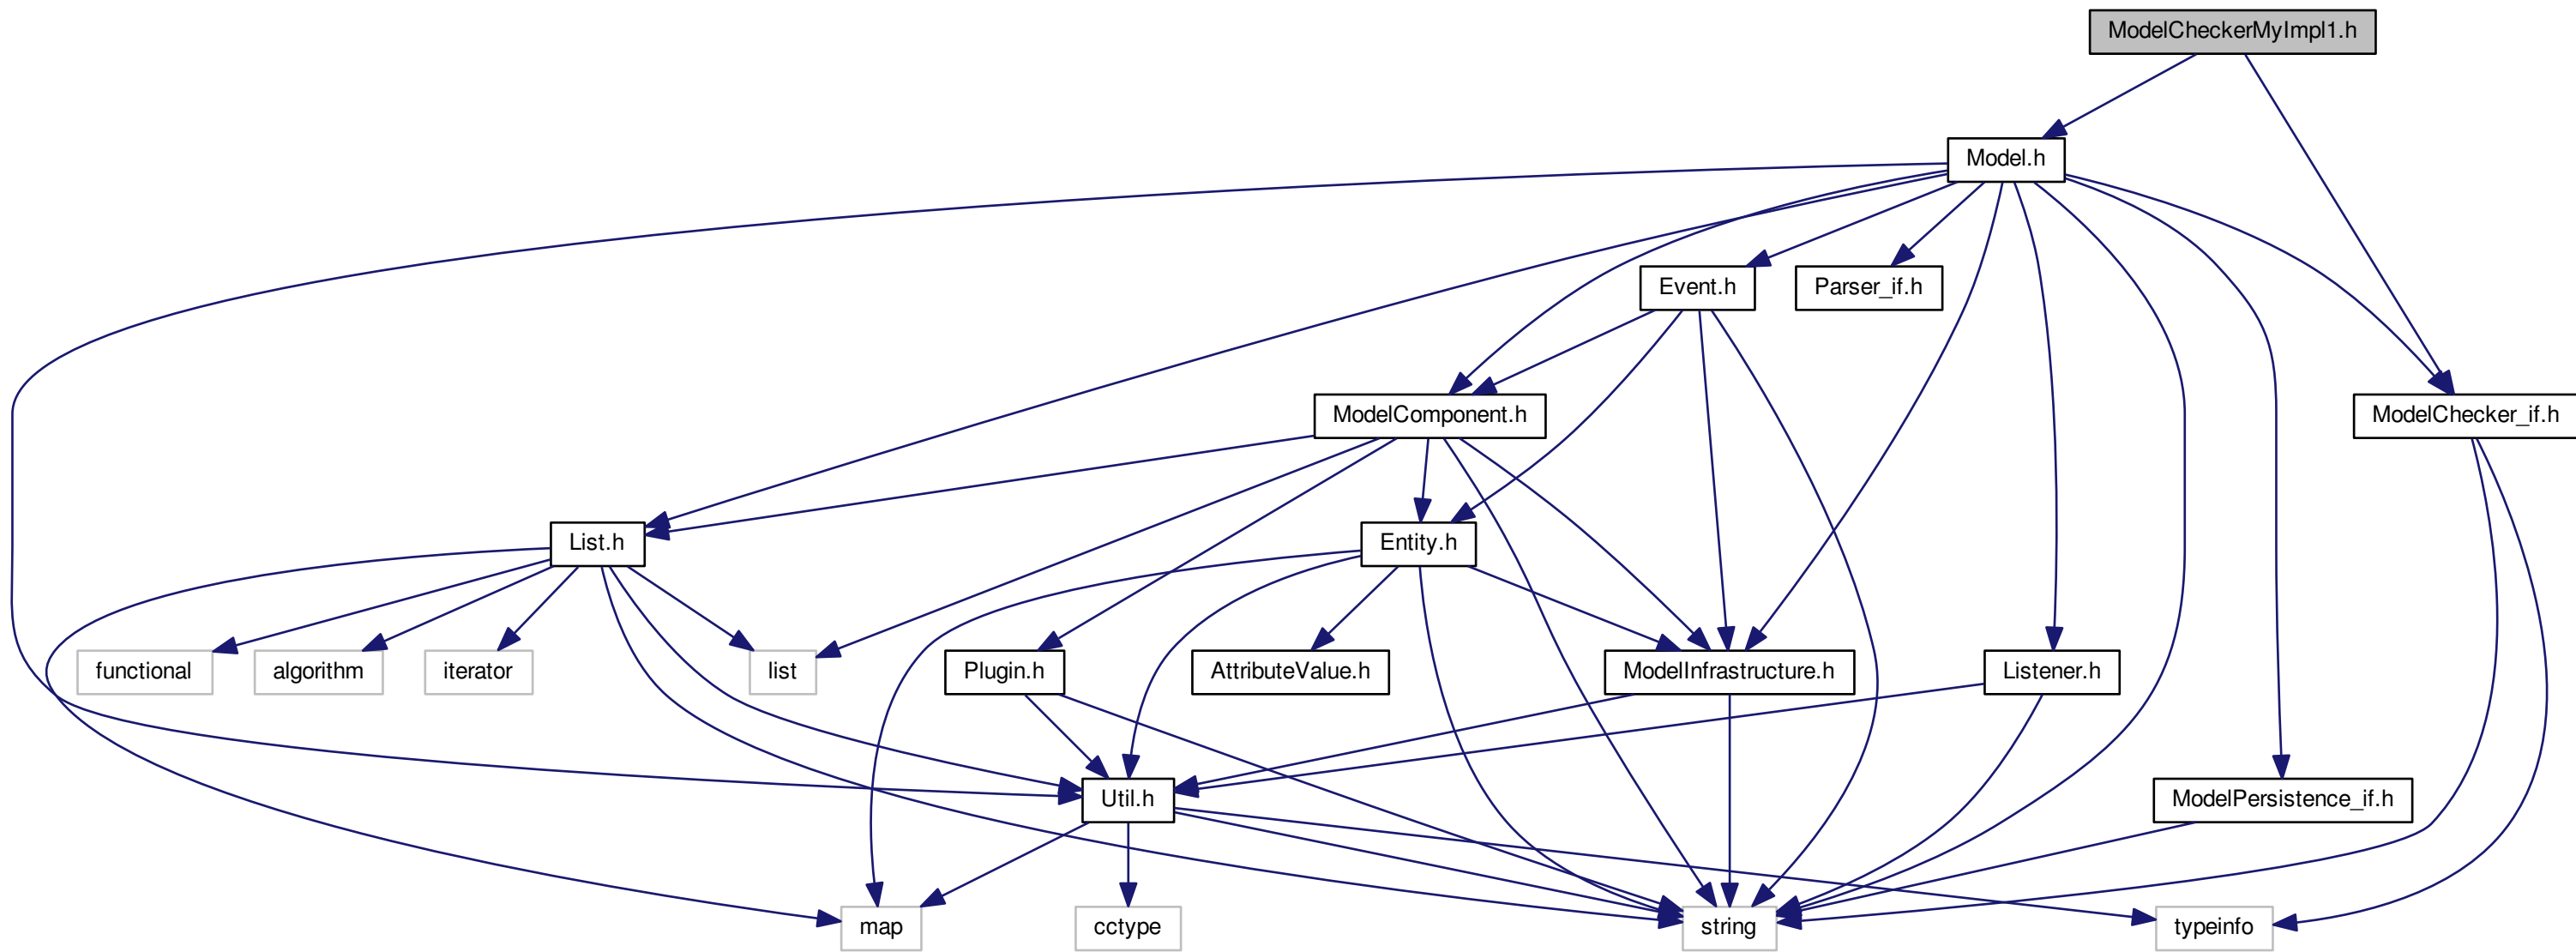 ModelCheckerMyImpl1.h
Model.h
Event.h
Parser_if.h
ModelComponent.h
ModelChecker_if.h
List.h
Entity.h
functional
algorithm
iterator
list
Plugin.h
AttributeValue.h
ModelInfrastructure.h
Listener.h
Util.h
ModelPersistence_if.h
map
cctype
string
typeinfo